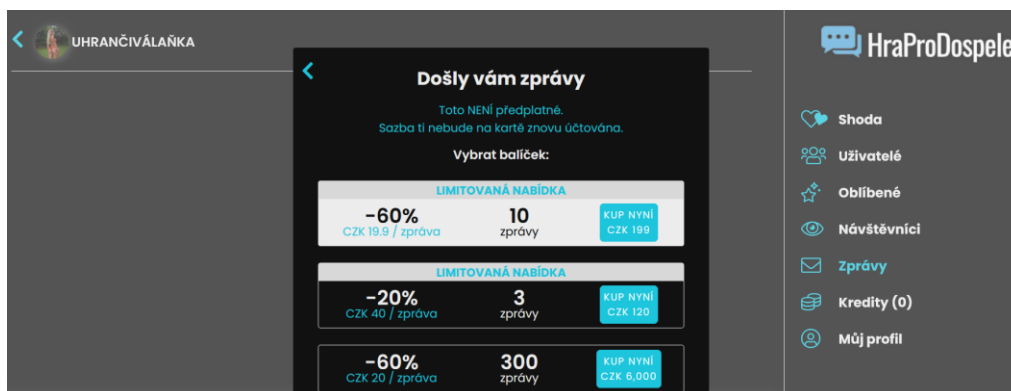 UHRANČIVÁLAŇKA
Došly vám zprávy
Toto NENÍ předplatné.
Sazba ti nebude na kartě znovu účtována.
Vybrat balíček:
LIMITOVANÁ NABÍDKA
-60%
CZK 19.9 / zpráva
10
zprávy
KUP NYNÍ
CZK 199
LIMITOVANÁ NABÍDKA
-20%
CZK 40 / zpráva
3
zprávy
KUP NYNÍ
CZK 120
-60%
CZK 20 / zpráva
300
zprávy
KUP NYNÍ
CZK 6,000
HraProDospele
Shoda
Uživatelé
Oblíbené
Návštěvníci
Zprávy
Kredity (0)
Můj profil